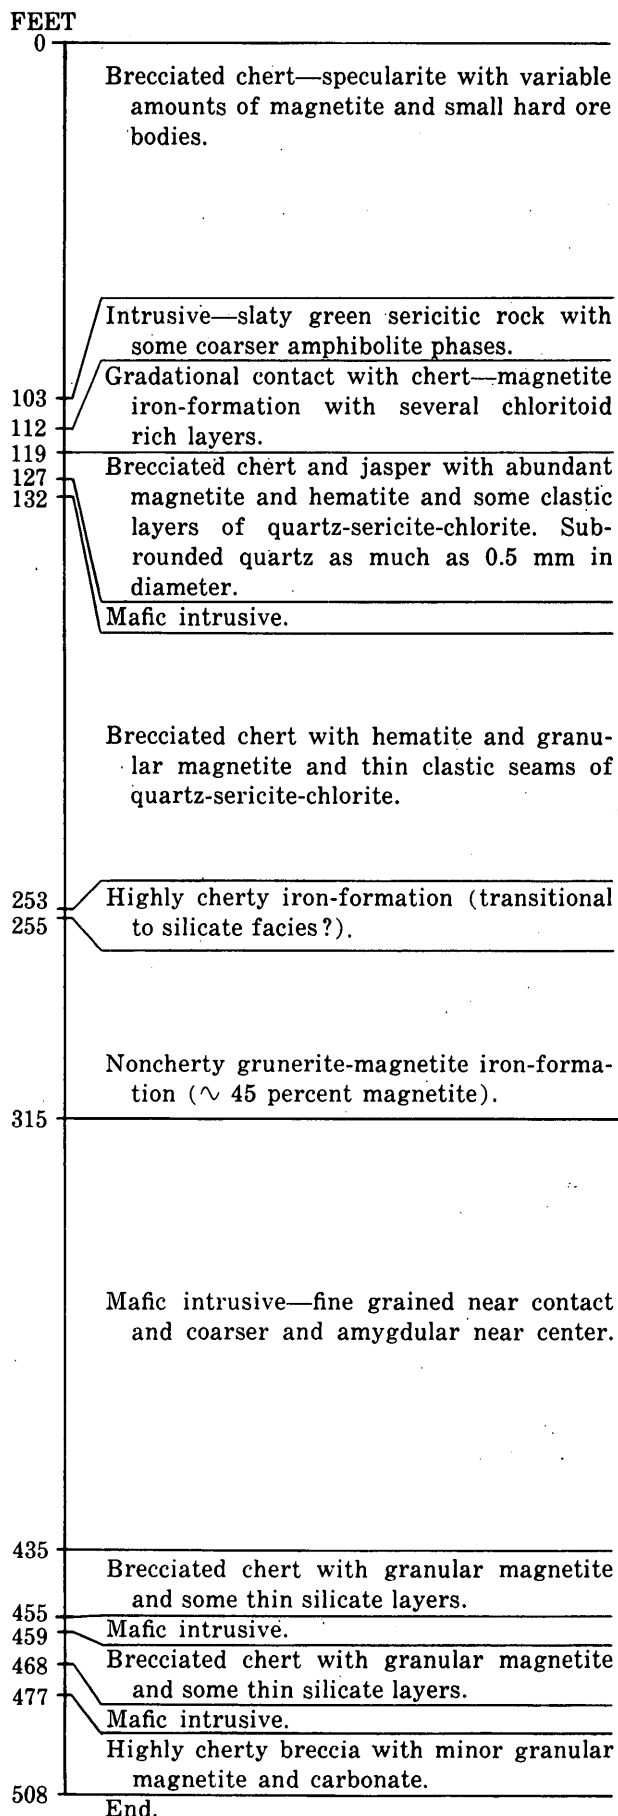 FEET
0
Brecciated chert—specularite with variable
amounts of magnetite and small hard ore
bodies.
Intrusive—slaty green sericitic rock with
some coarser amphibolite phases.
103
Gradational contact with chert—magnetite
iron-formation with several chloritoid
rich layers.
112
119
Brecciated chert and jasper with abundant
magnetite and hematite and some clastic
layers of quartz-sericite-chlorite. Sub-
rounded quartz as much as 0.5 mm in
diameter.
127
132
Mafic intrusive.
Brecciated chert with hematite and granu-
lar magnetite and thin clastic seams of
quartz-sericite-chlorite.
253
Highly cherty iron-formation (transitional
to silicate facies?).
255
Noncherty grunerite-magnetite iron-forma-
tion (∿ 45 percent magnetite).
315
Mafic intrusive—fine grained near contact
and coarser and amygdular near center.
435
Brecciated chert with granular magnetite
and some thin silicate layers.
455
Mafic intrusive.
459
Brecciated chert with granular magnetite
and some thin silicate layers.
468
Mafic intrusive.
477
Highly cherty breccia with minor granular
magnetite and carbonate.
508
End.